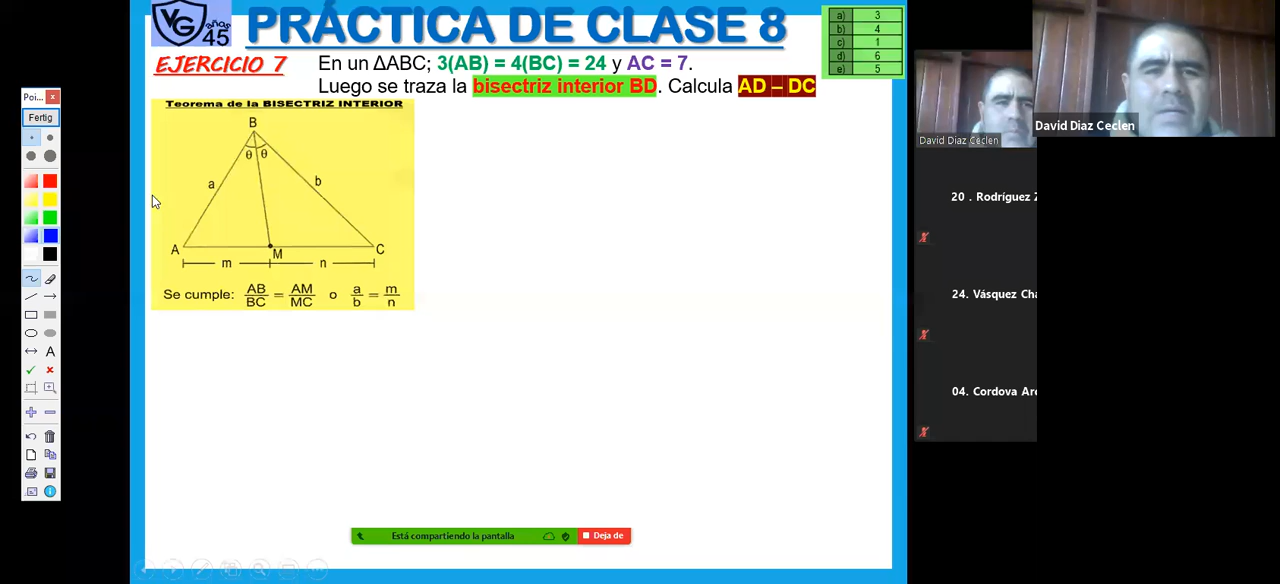 VG
años
45
PRÁCTICA DE CLASE 8
a) 3
b) 4
c) 1
d) 6
e) 5
EJERCICIO 7
En un ΔABC; 3(AB) = 4(BC) = 24 y AC = 7.
Luego se traza la bisectriz interior BD. Calcula AD – DC
Teorema de la BISECTRIZ INTERIOR
B
θ θ
a
b
A
M
C
m
n
Se cumple: AB/BC = AM/MC o a/b = m/n
Poi...
Fertig
A
Está compartiendo la pantalla
Deja de
David Diaz Ceclen
David Diaz Ceclen
20 . Rodríguez
24. Vásquez Cha
04. Cordova Are